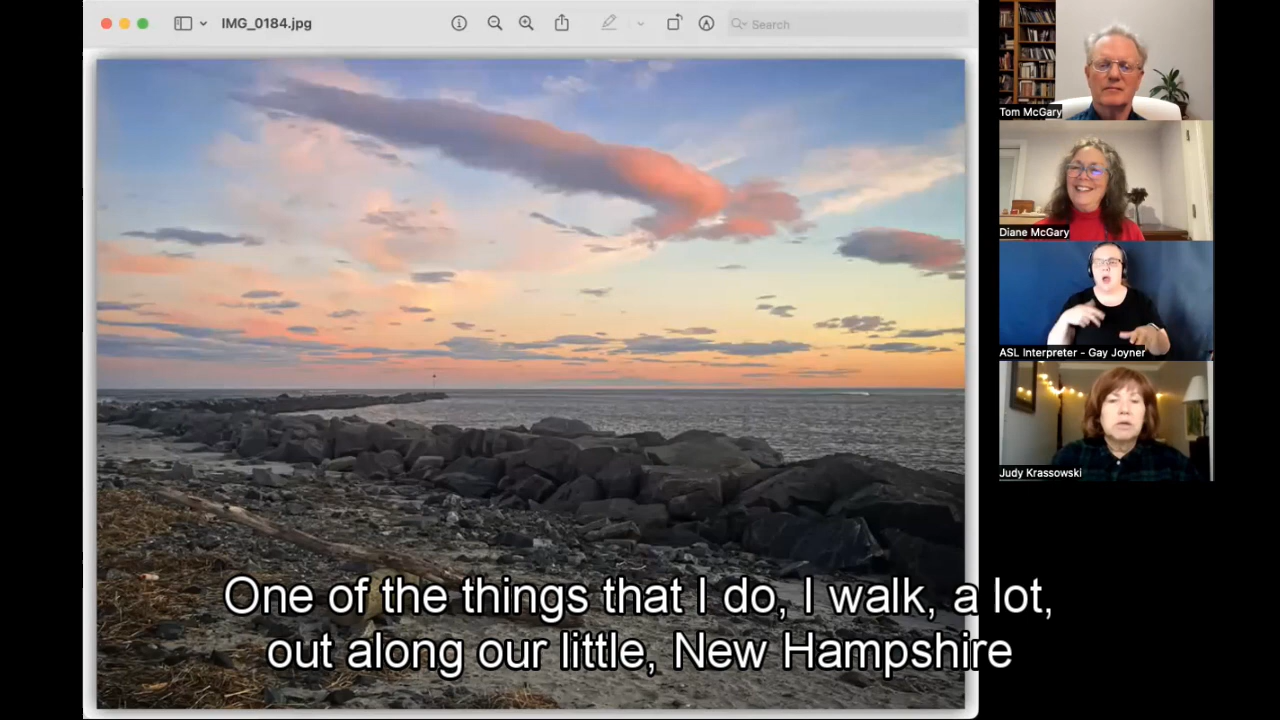 IMG_0184.jpg
Search
Tom McGary
Diane McGary
ASL Interpreter - Gay Joyner
Judy Krassowski
One of the things that I do, I walk, a lot,
out along our little, New Hampshire